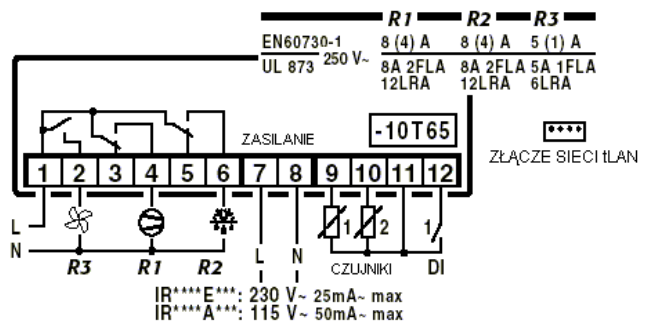 R1 R2 R3
EN60730-1 250 V~ 8 (4) A 8 (4) A 5 (1) A
UL 873 8A 2FLA 12LRA 8A 2FLA 12LRA 5A 1FLA 6LRA
ZASILANIE
-10T65
ZŁĄCZE SIECI tLAN
1 2 3 4 5 6 7 8 9 10 11 12
L
N
1 2 1
R3 R1 R2
L N
CZUJNIKI DI
IR****E***: 230 V~ 25mA~ max
IR****A***: 115 V~ 50mA~ max